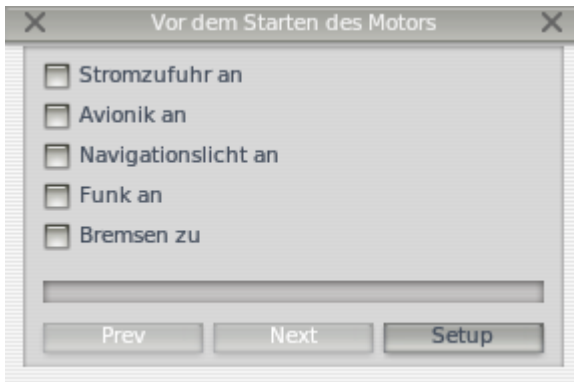 Vor dem Starten des Motors
Stromzufuhr an
Avionik an
Navigationslicht an
Funk an
Bremsen zu
Prev Next Setup